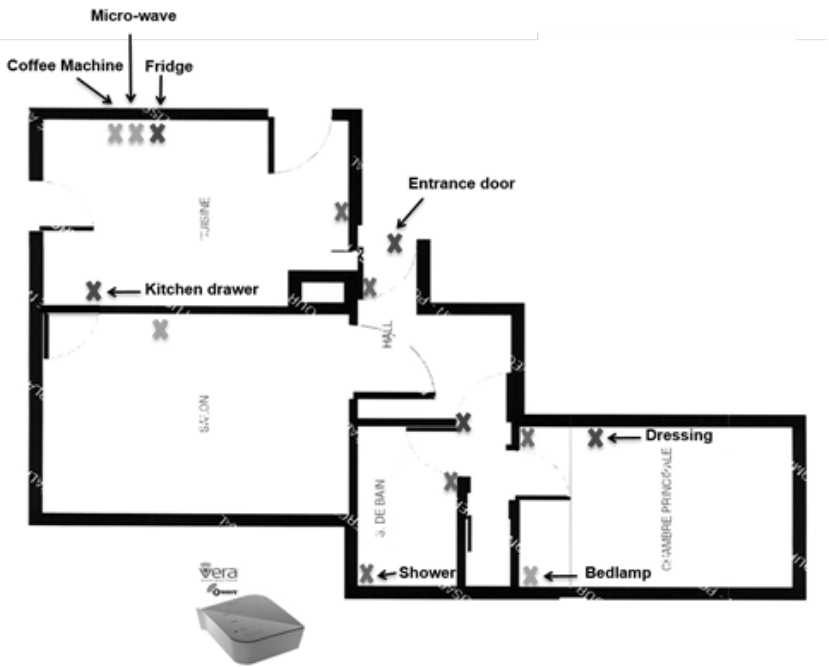 Micro-wave
Coffee Machine
Fridge
Entrance door
Kitchen drawer
HALL
SALON
Dressing
S. DE BAIN
CHAMBRE PRINCIPALE
Shower
Bedlamp
vera